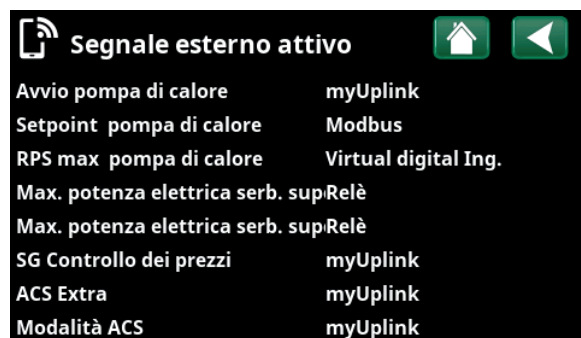 Segnale esterno attivo
Avvio pompa di calore myUplink
Setpoint pompa di calore Modbus
RPS max pompa di calore Virtual digital Ing.
Max. potenza elettrica serb. sup Relè
Max. potenza elettrica serb. sup Relè
SG Controllo dei prezzi myUplink
ACS Extra myUplink
Modalità ACS myUplink